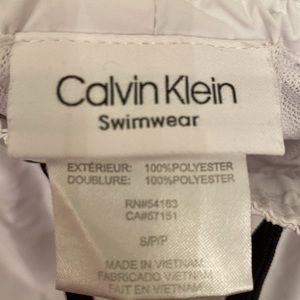 Calvin Klein
Swimwear
EXTÉRIEUR: 100%POLYESTER
DOUBLURE: 100%POLYESTER
RN#54163
CA#57151
S/P/P
MADE IN VIETNAM
FABRICADO VIETNAM
FAIT EN VIETNAM